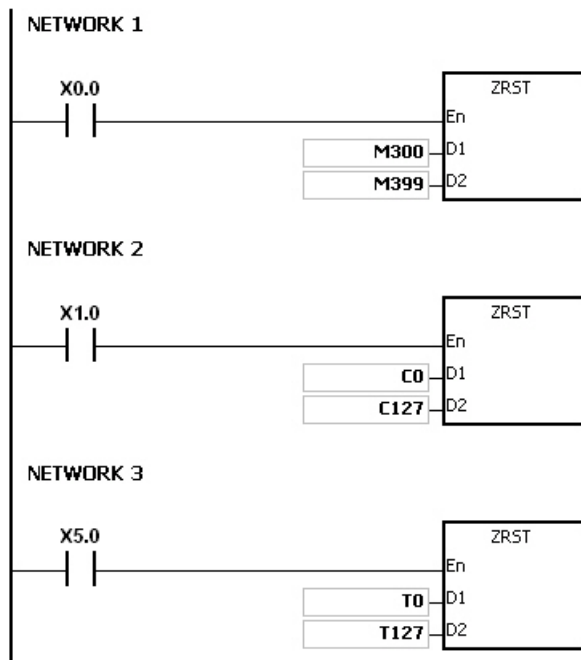 NETWORK 1
X0.0
ZRST
En
M300 D1
M399 D2
NETWORK 2
X1.0
ZRST
En
C0 D1
C127 D2
NETWORK 3
X5.0
ZRST
En
T0 D1
T127 D2